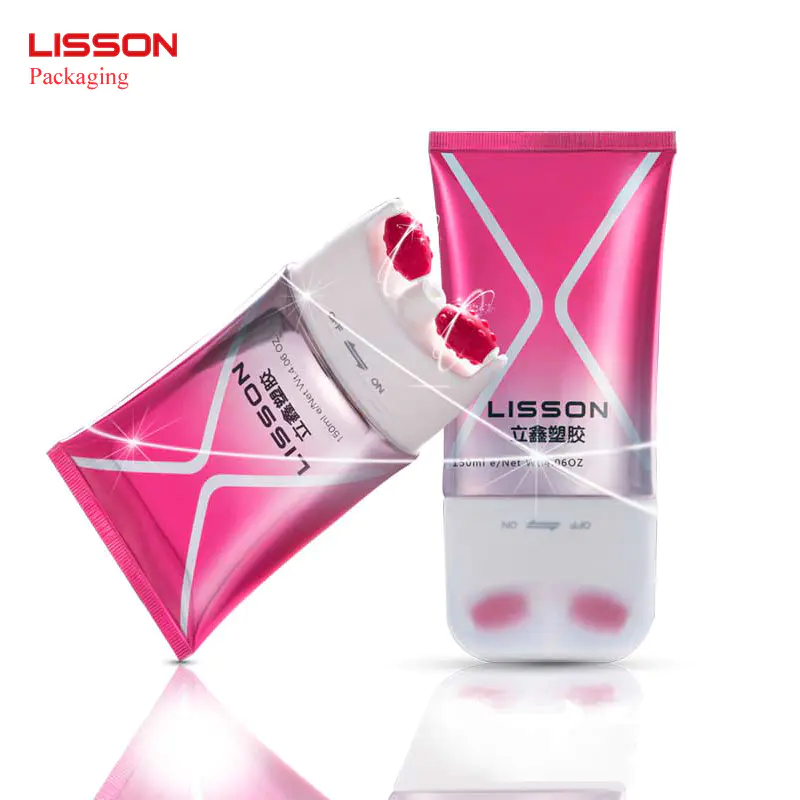 LISSON
Packaging
LISSON
立鑫塑胶
150ml e/Net Wt.4.06OZ
ON OFF
LISSON
立鑫塑胶
150ml e/Net Wt.4.06 OZ
OFF
ON